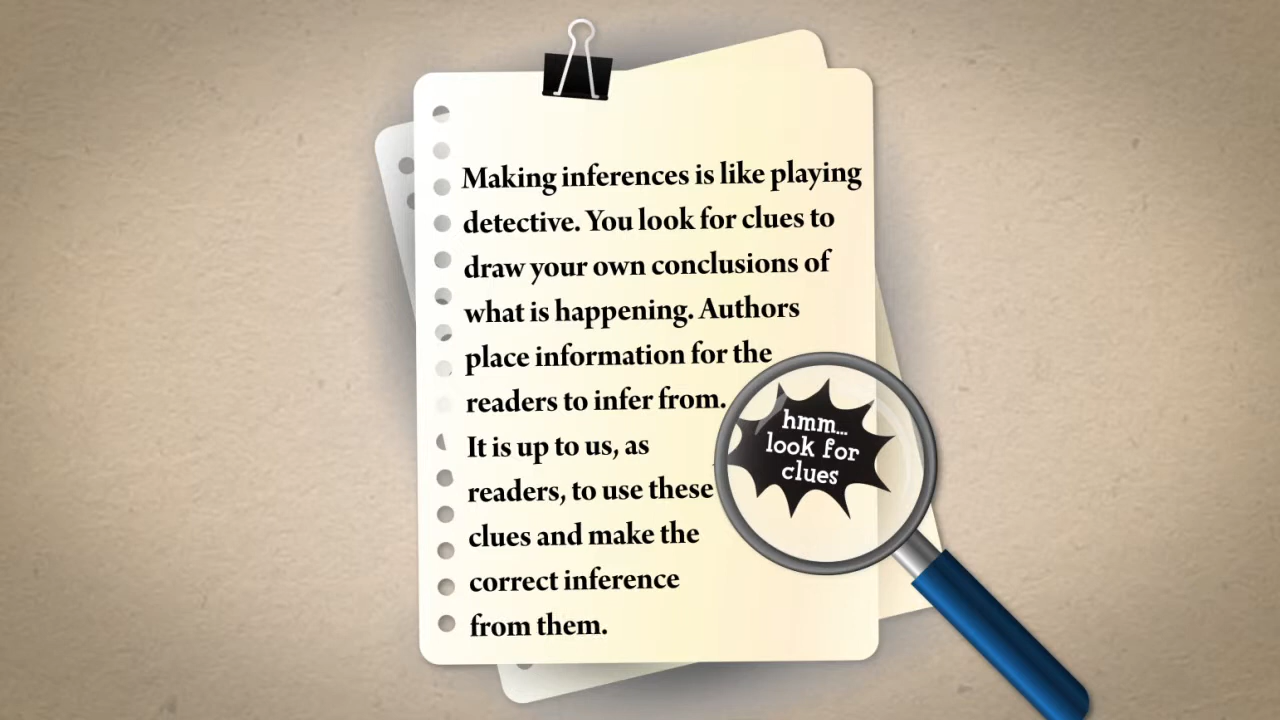 Making inferences is like playing
detective. You look for clues to
draw your own conclusions of
what is happening. Authors
place information for the
readers to infer from.
It is up to us, as
readers, to use these
clues and make the
correct inference
from them.
hmm...
look for
clues